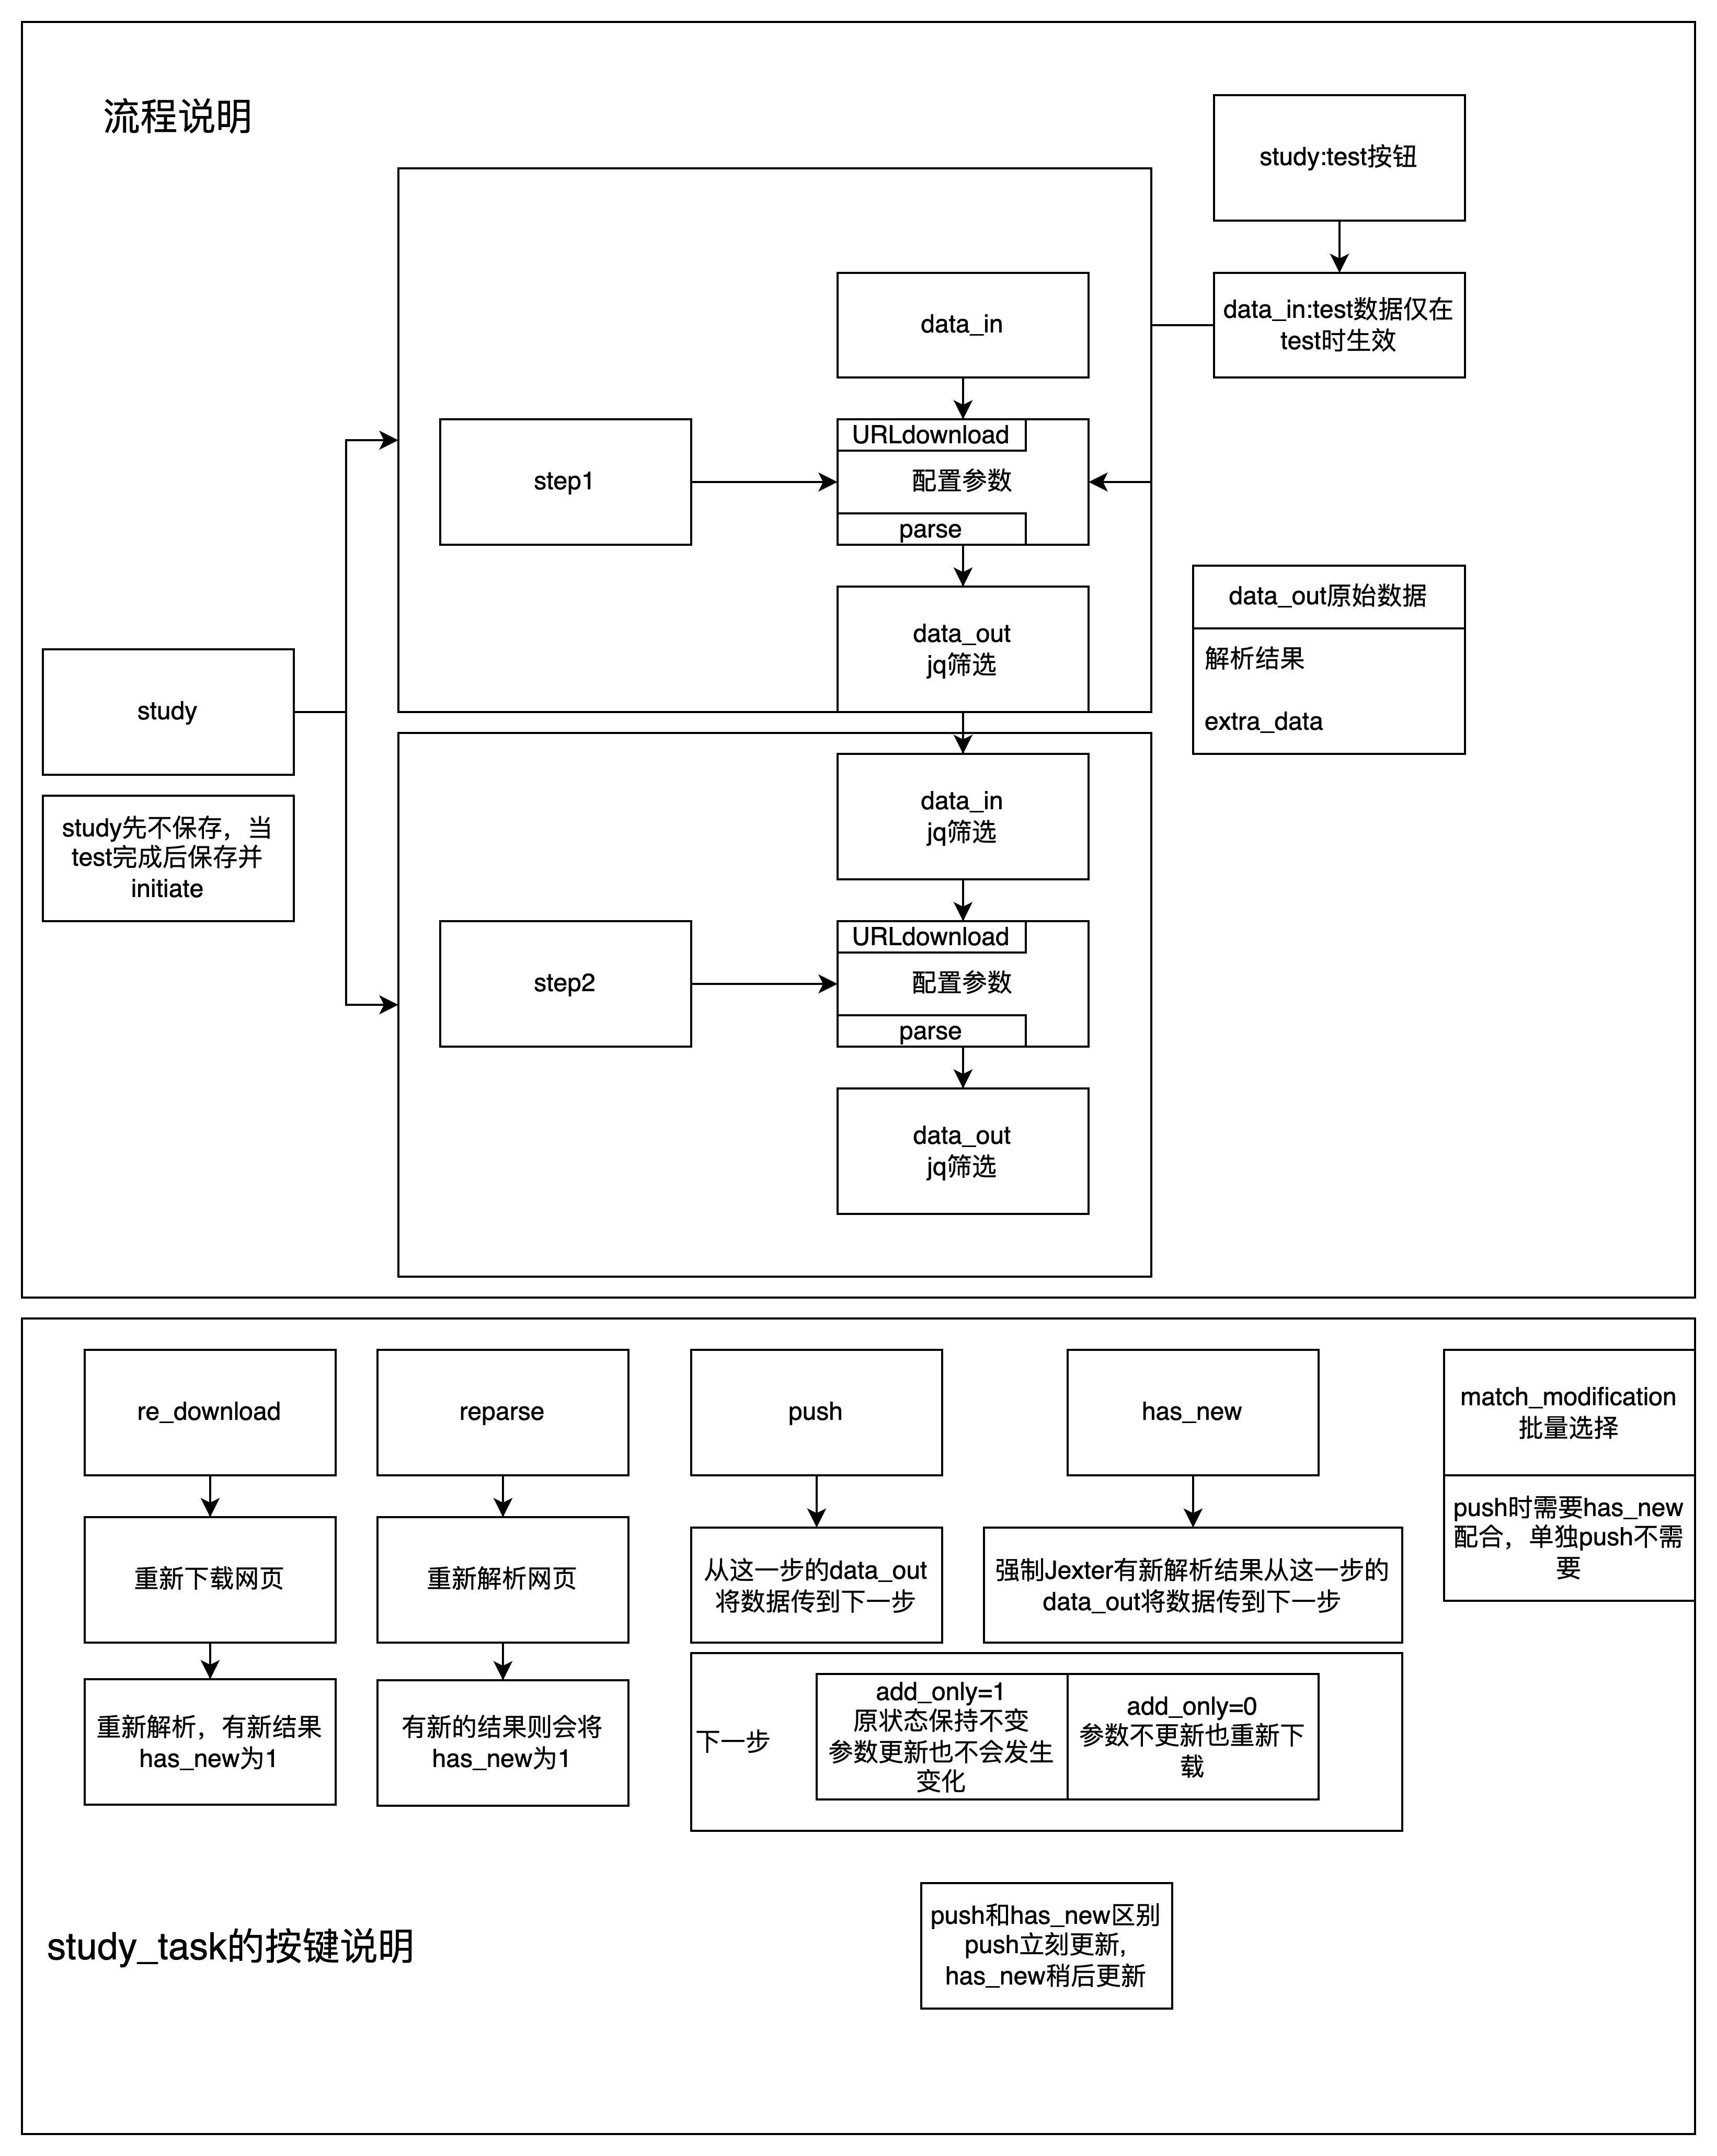 流程说明
study:test按钮
data_in:test数据仅在
test时生效
data_in
URLdownload
step1
配置参数
parse
data_out
jq筛选
data_out原始数据
解析结果
extra_data
study
study先不保存，当
test完成后保存并
initiate
data_in
jq筛选
URLdownload
step2
配置参数
parse
data_out
jq筛选
re_download
重新下载网页
重新解析，有新结果
has_new为1
reparse
重新解析网页
有新的结果则会将
has_new为1
push
从这一步的data_out
将数据传到下一步
has_new
强制Jexter有新解析结果从这一步的
data_out将数据传到下一步
match_modification
批量选择
push时需要has_new
配合，单独push不需
要
下一步
add_only=1
原状态保持不变
参数更新也不会发生
变化
add_only=0
参数不更新也重新下
载
push和has_new区别
push立刻更新,
has_new稍后更新
study_task的按键说明